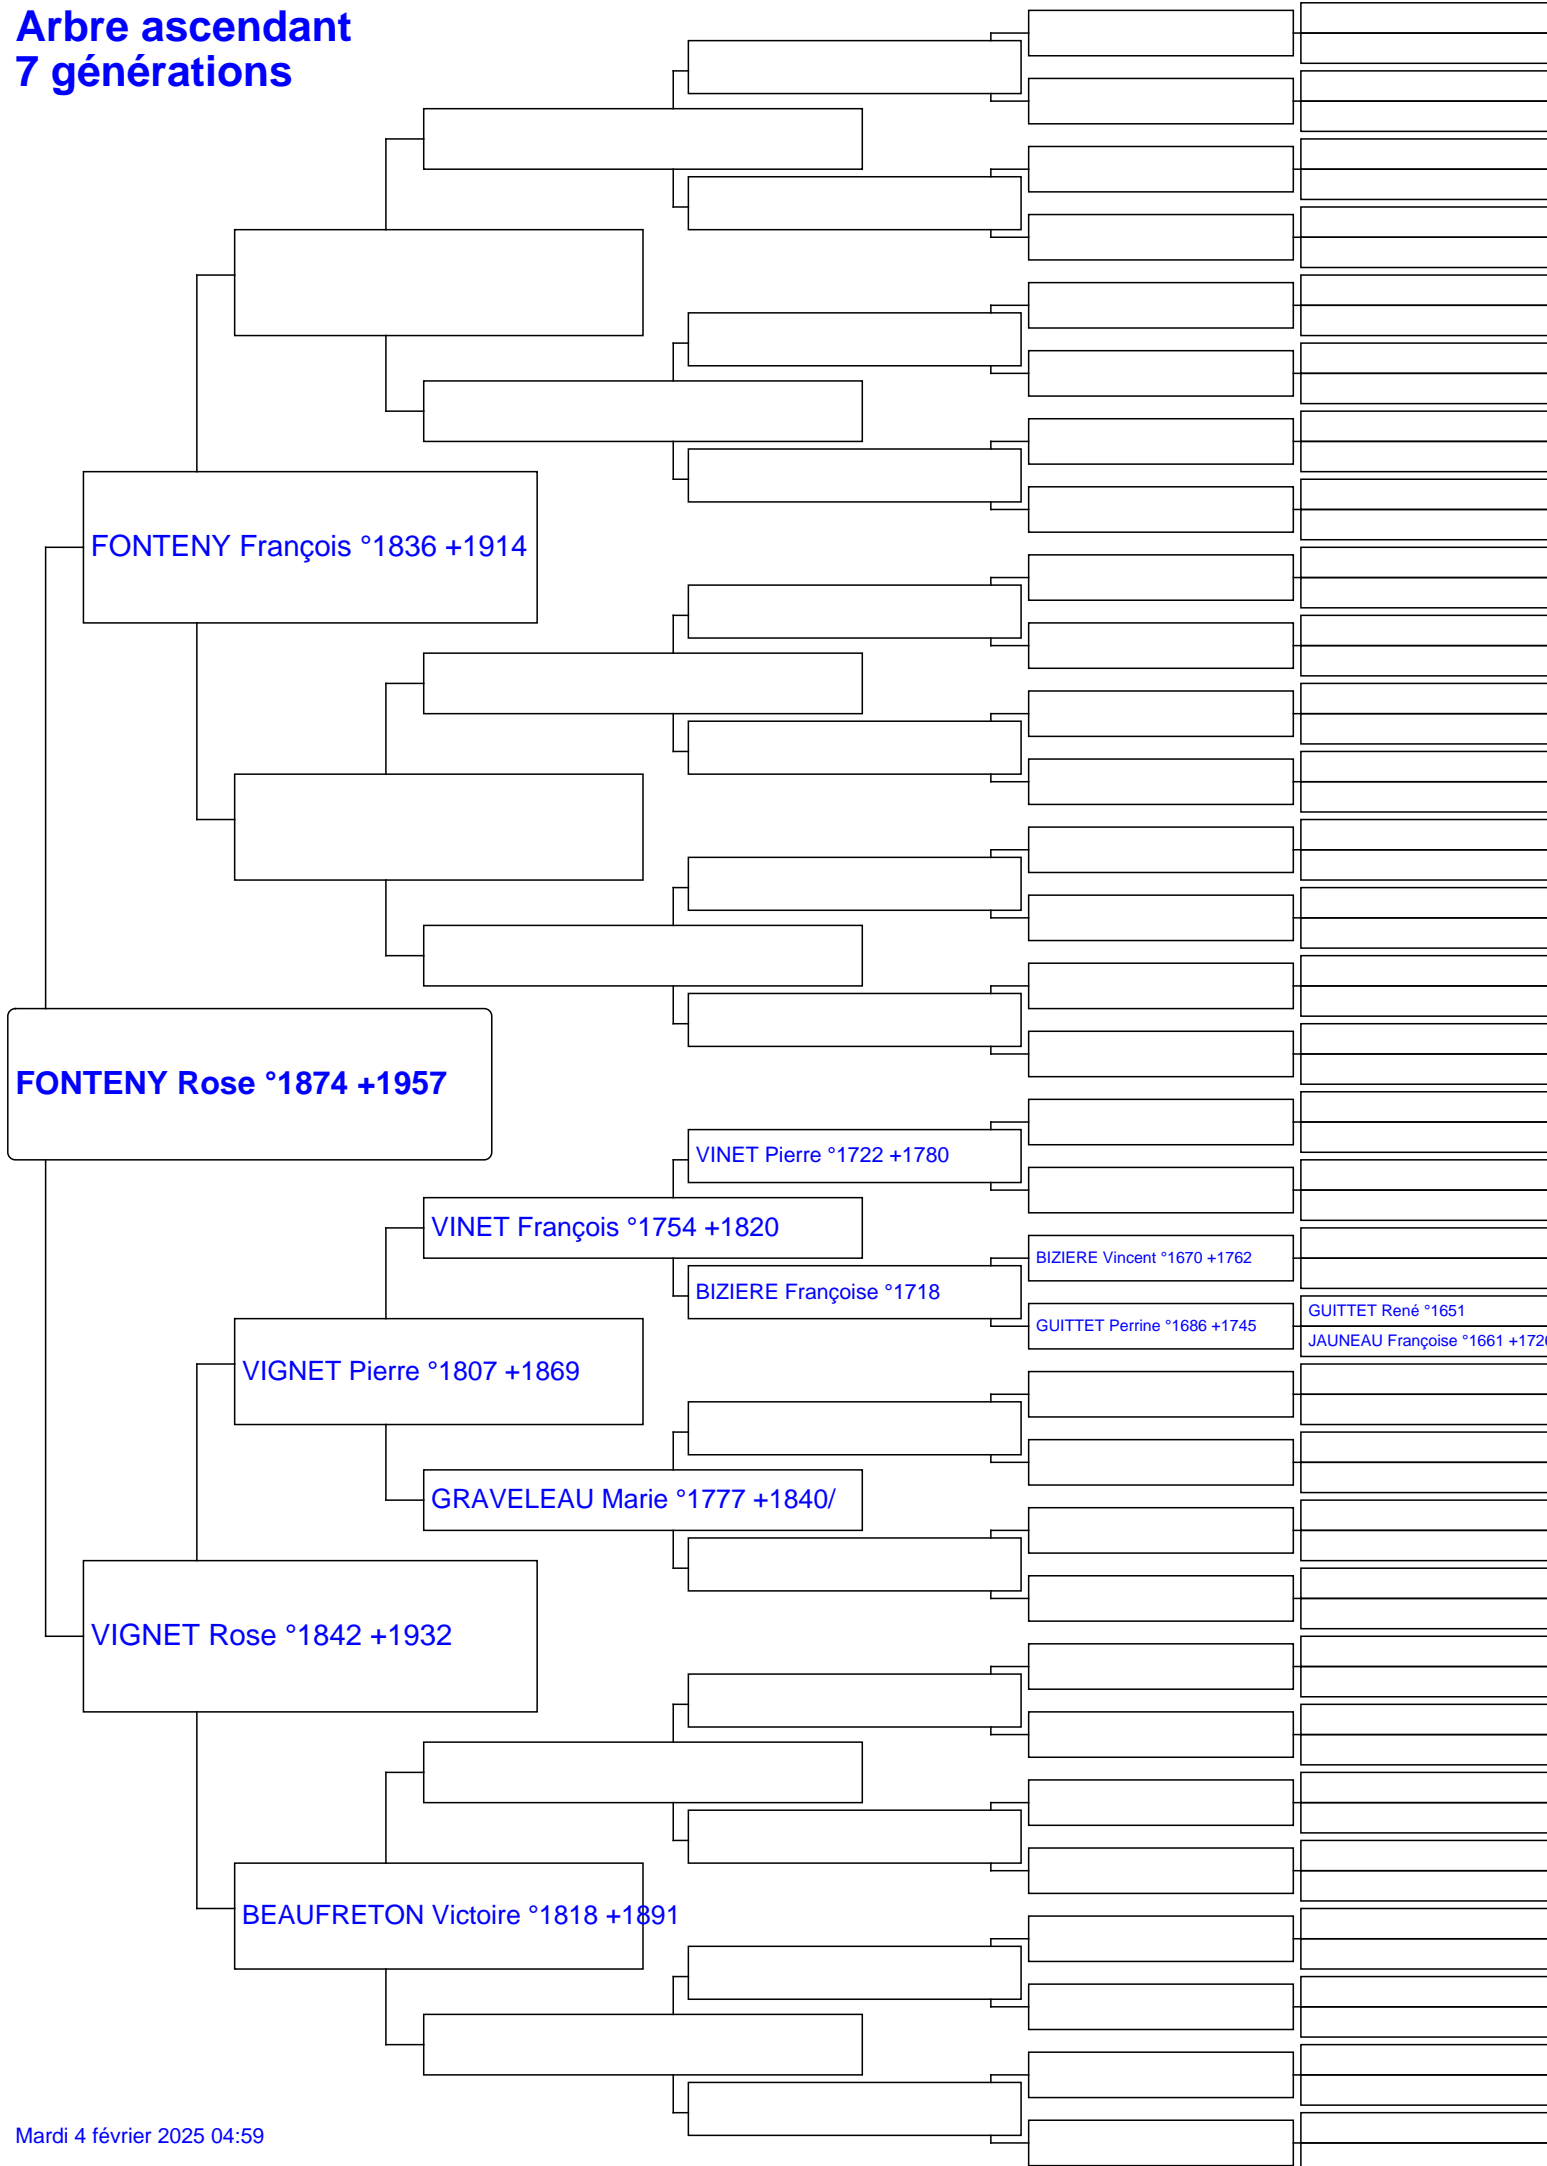 Arbre ascendant
7 générations
FONTENY François °1836 +1914
FONTENY Rose °1874 +1957
VINET Pierre °1722 +1780
VINET François °1754 +1820
BIZIERE Vincent °1670 +1762
BIZIERE Françoise °1718
GUITTET René °1651
GUITTET Perrine °1686 +1745
JAUNEAU Françoise °1661 +1726
VIGNET Pierre °1807 +1869
GRAVELEAU Marie °1777 +1840/
VIGNET Rose °1842 +1932
BEAUFRETON Victoire °1818 +1891
Mardi 4 février 2025 04:59